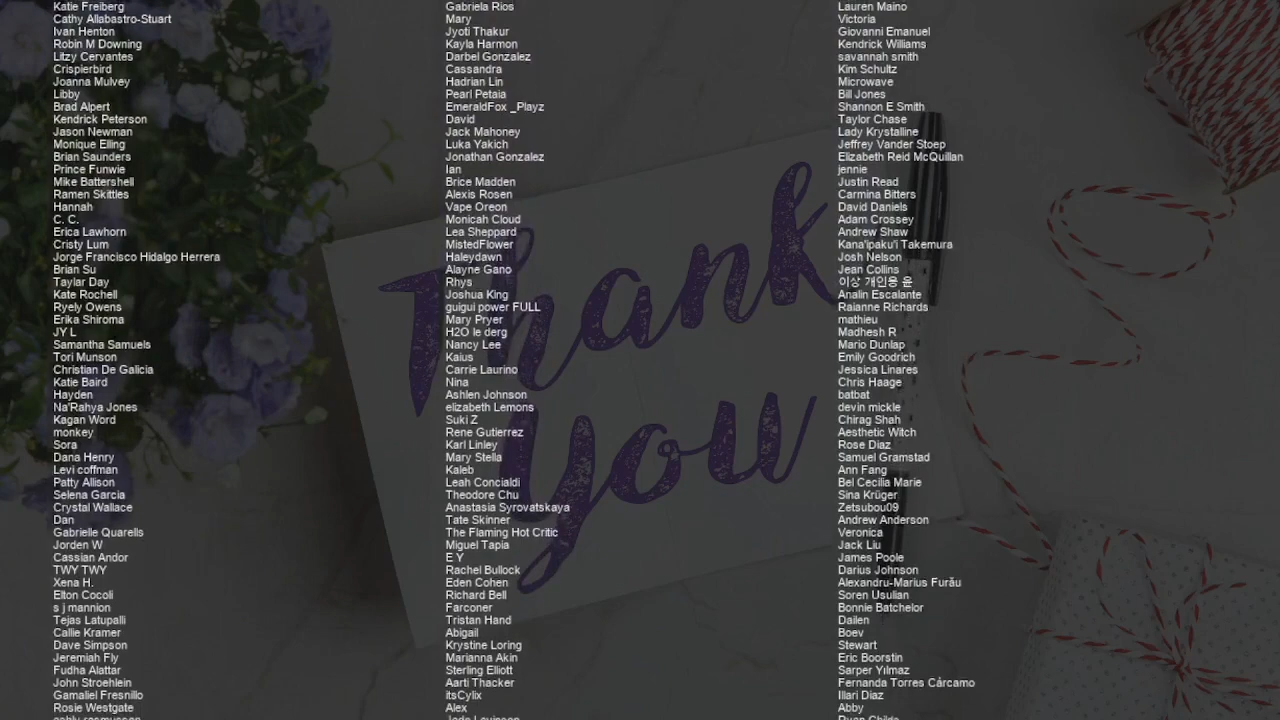 Katie Freiberg
Cathy Allabastro-Stuart
Ivan Henton
Robin M Downing
Litzy Cervantes
Crispierbird
Joanna Mulvey
Libby
Brad Alpert
Kendrick Peterson
Jason Newman
Monique Elling
Brian Saunders
Prince Funwie
Mike Battershell
Ramen Skittles
Hannah
C. C.
Erica Lawhorn
Cristy Lum
Jorge Francisco Hidalgo Herrera
Brian Su
Taylar Day
Kate Rochell
Ryely Owens
Erika Shiroma
JY L
Samantha Samuels
Tori Munson
Christian De Galicia
Katie Baird
Hayden
Na'Rahya Jones
Kagan Word
monkey
Sora
Dana Henry
Levi coffman
Patty Allison
Selena Garcia
Crystal Wallace
Dan
Gabrielle Quarells
Jorden W
Cassian Andor
TWY TWY
Xena H.
Elton Cocoli
s j mannion
Tejas Latupalli
Callie Kramer
Dave Simpson
Jeremiah Fly
Fudha Alattar
John Stroehlein
Gamaliel Fresnillo
Rosie Westgate
Gabriela Rios
Mary
Jyoti Thakur
Kayla Harmon
Darbel Gonzalez
Cassandra
Hadrian Lin
Pearl Petaia
EmeraldFox _Playz
David
Jack Mahoney
Luka Yakich
Jonathan Gonzalez
Ian
Brice Madden
Alexis Rosen
Vape Oreon
Monicah Cloud
Lea Sheppard
MistedFlower
Haleydawn
Alayne Gano
Rhys
Joshua King
guigui power FULL
Mary Pryer
H2O le derg
Nancy Lee
Kaius
Carrie Laurino
Nina
Ashlen Johnson
elizabeth Lemons
Suki Z
Rene Gutierrez
Karl Linley
Mary Stella
Kaleb
Leah Concialdi
Theodore Chu
Anastasia Syrovatskaya
Tate Skinner
The Flaming Hot Critic
Miguel Tapia
E Y
Rachel Bullock
Eden Cohen
Richard Bell
Farconer
Tristan Hand
Abigail
Krystine Loring
Marianna Akin
Sterling Elliott
Aarti Thacker
itsCylix
Alex
Lauren Maino
Victoria
Giovanni Emanuel
Kendrick Williams
savannah smith
Kim Schultz
Microwave
Bill Jones
Shannon E Smith
Taylor Chase
Lady Krystalline
Jeffrey Vander Stoep
Elizabeth Reid McQuillan
jennie
Justin Read
Carmina Bitters
David Daniels
Adam Crossey
Andrew Shaw
Kana'ipaku'i Takemura
Josh Nelson
Jean Collins
이상 개인용 윤
Analin Escalante
Raianne Richards
mathieu
Madhesh R
Mario Dunlap
Emily Goodrich
Jessica Linares
Chris Haage
batbat
devin mickle
Chirag Shah
Aesthetic Witch
Rose Diaz
Samuel Gramstad
Ann Fang
Bel Cecilia Marie
Sina Krüger
Zetsubou09
Andrew Anderson
Veronica
Jack Liu
James Poole
Darius Johnson
Alexandru-Marius Furău
Soren Usulian
Bonnie Batchelor
Dailen
Boev
Stewart
Eric Boorstin
Sarper Yılmaz
Fernanda Torres Cárcamo
Illari Diaz
Abby
Thank
you